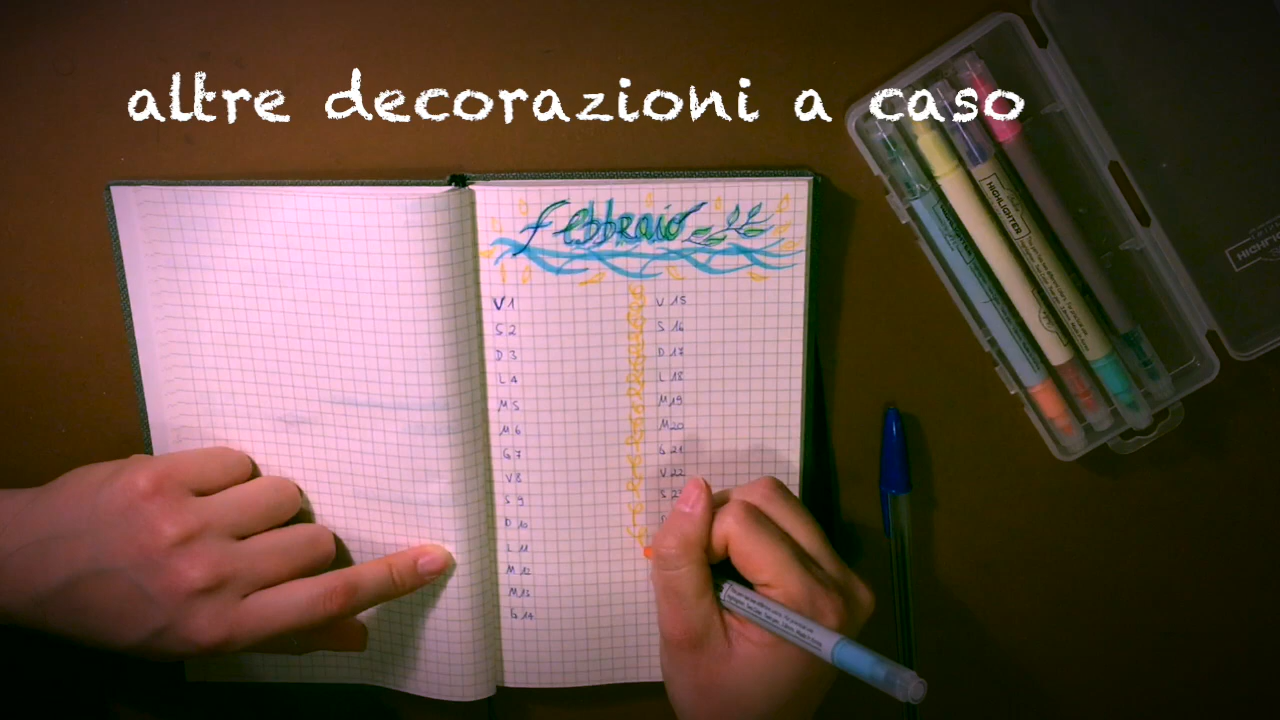 altre decorazioni a caso
febbraio
V 1
S 2
D 3
L 4
M 5
M 6
G 7
V 8
S 9
D 10
L 11
M 12
M 13
G 14
V 15
S 16
D 17
L 18
M 19
M 20
G 21
V 22
S 23
HIGHLIGHTER